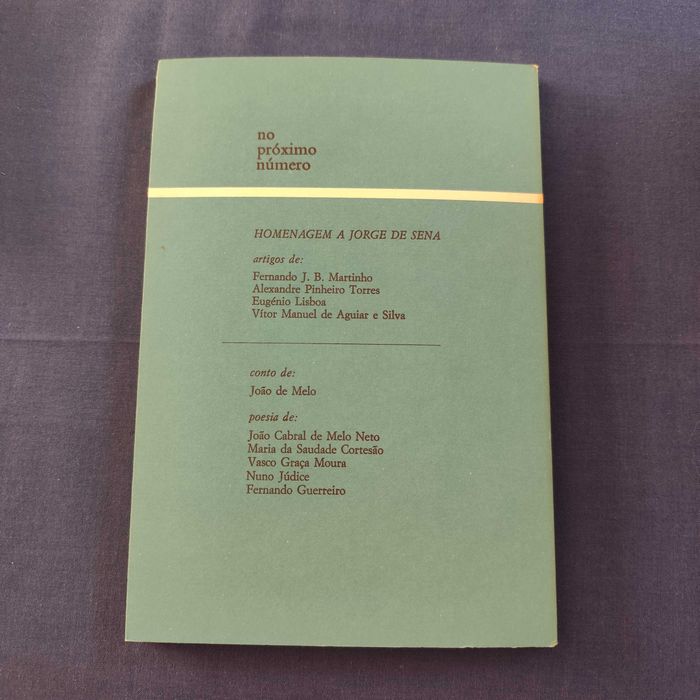 no
próximo
número
HOMENAGEM A JORGE DE SENA
artigos de:
Fernando J. B. Martinho
Alexandre Pinheiro Torres
Eugénio Lisboa
Vítor Manuel de Aguiar e Silva
conto de:
João de Melo
poesia de:
João Cabral de Melo Neto
Maria da Saudade Cortesão
Vasco Graça Moura
Nuno Júdice
Fernando Guerreiro